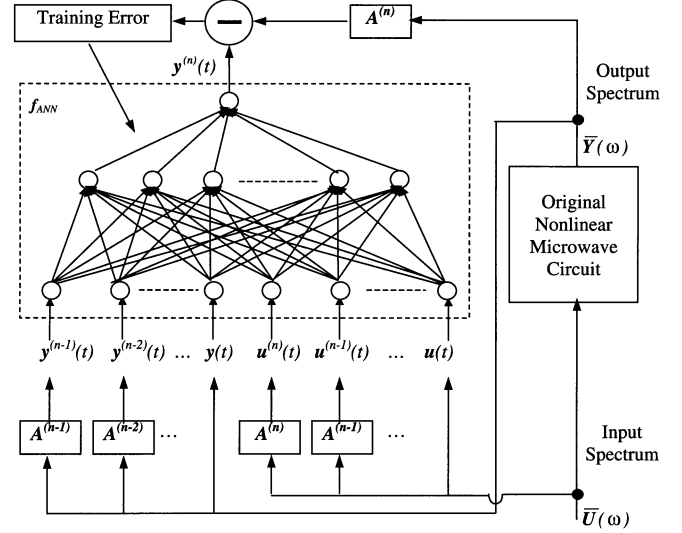 Training Error
A^(n)
y^(n)(t)
Output
Spectrum
f_ANN
Ȳ(ω)
Original
Nonlinear
Microwave
Circuit
y^(n-1)(t) y^(n-2)(t) ... y(t) u^(n)(t) u^(n-1)(t) ... u(t)
A^(n-1) A^(n-2) ... A^(n) A^(n-1) ...
Input
Spectrum
Ū(ω)